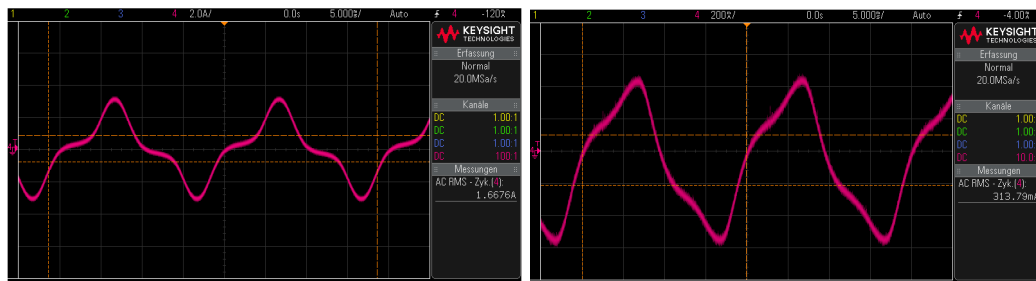 1 2 3 4 2.0A/ 0.0s 5.000s/ Auto 4 -120%
KEYSIGHT
TECHNOLOGIES
Erfassung
Normal
20.0MSa/s
Kanäle
DC 1.00:1
DC 1.00:1
DC 1.00:1
DC 100:1
Messungen
AC RMS - Zyk.(4):
1.6676A
1 2 3 4 200%/ 0.0s 5.000s/ Auto 4 -4.00%
KEYSIGHT
TECHNOLOGIES
Erfassung
Normal
20.0MSa/s
Kanäle
DC 1.00:
DC 1.00:
DC 1.00:
DC 10.0:
Messungen
AC RMS - Zyk.(4):
313.79m